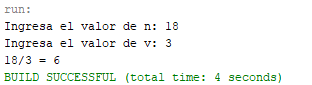 run:
Ingresa el valor de n: 18
Ingresa el valor de v: 3
18/3 = 6
BUILD SUCCESSFUL (total time: 4 seconds)